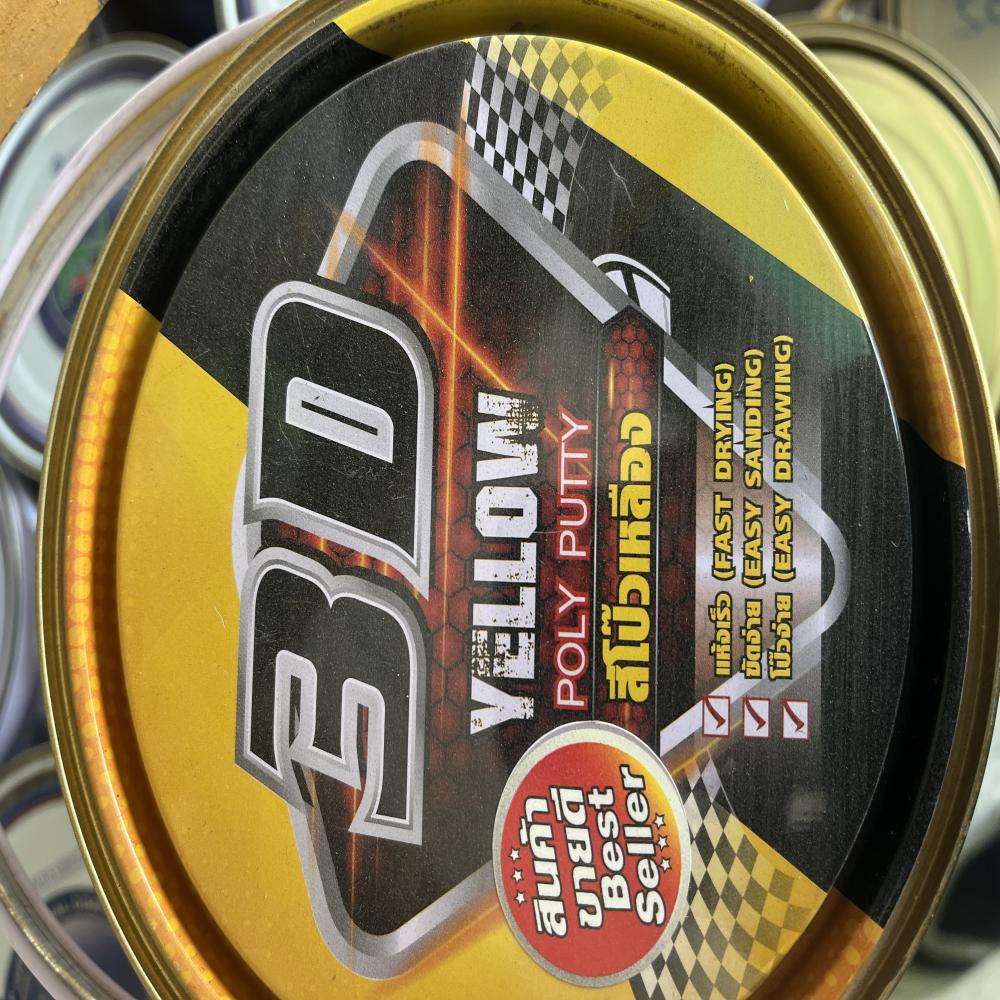 3D
YELLOW
POLY PUTTY
สีโป๊วเหลือง
แห้งเร็ว (FAST DRYING)
ขัดง่าย (EASY SANDING)
โป๊วง่าย (EASY DRAWING)
สินค้า
ขายดี
Best
Seller